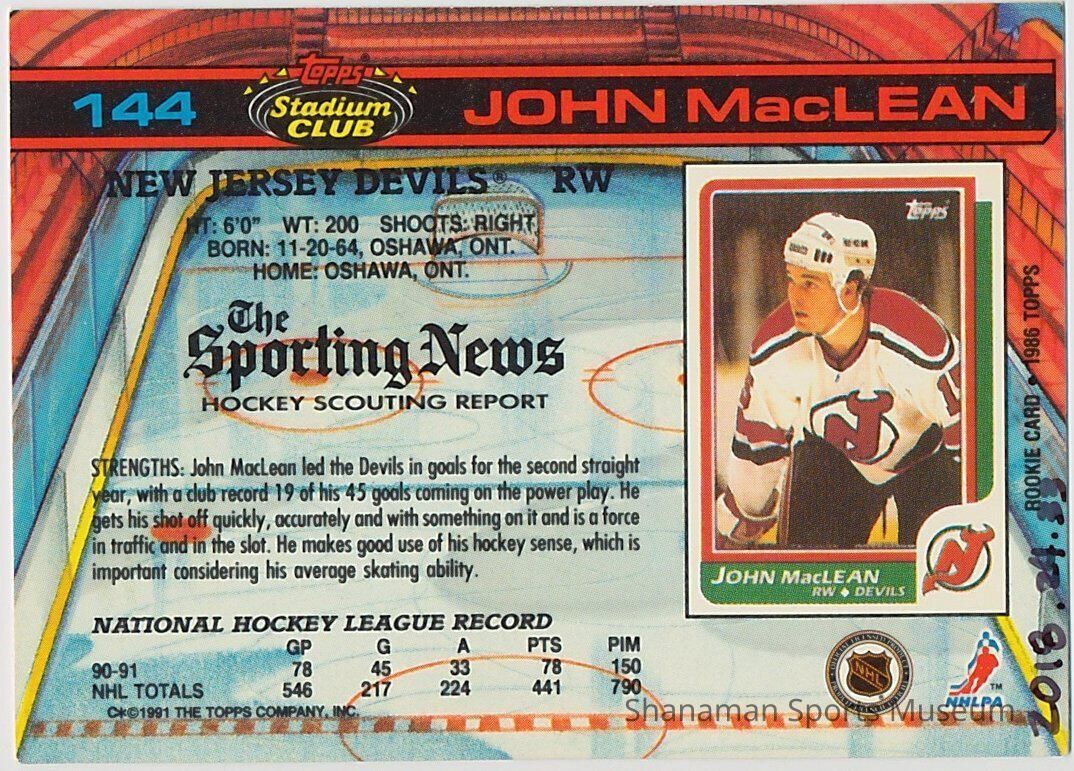 144
Topps
Stadium
CLUB
JOHN MacLEAN
NEW JERSEY DEVILS® RW
HT: 6'0" WT: 200 SHOOTS: RIGHT
BORN: 11-20-64, OSHAWA, ONT.
HOME: OSHAWA, ONT.
The
Sporting News
HOCKEY SCOUTING REPORT
STRENGTHS: John MacLean led the Devils in goals for the second straight
year, with a club record 19 of his 45 goals coming on the power play. He
gets his shot off quickly, accurately and with something on it and is a force
in traffic and in the slot. He makes good use of his hockey sense, which is
important considering his average skating ability.
NATIONAL HOCKEY LEAGUE RECORD
GP G A PTS PIM
90-91 78 45 33 78 150
NHL TOTALS 546 217 224 441 790
C*©1991 THE TOPPS COMPANY, INC.
Topps
JOHN MacLEAN
RW ◆ DEVILS
ROOKIE CARD • 1986 TOPPS
NHL
NHLPA
TM
Shanaman Sports Museum